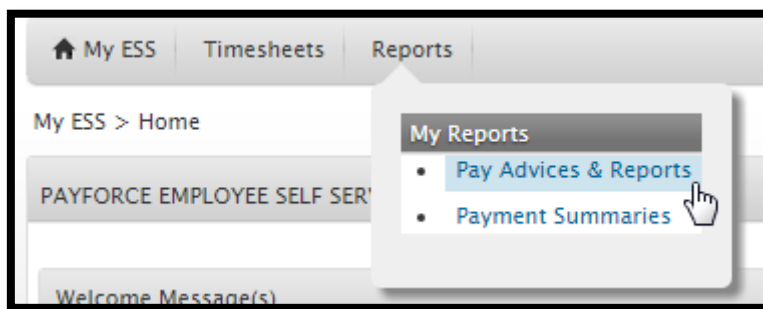 My ESS Timesheets Reports
My ESS > Home
My Reports
• Pay Advices & Reports
• Payment Summaries
PAYFORCE EMPLOYEE SELF SER
Welcome Message(s)